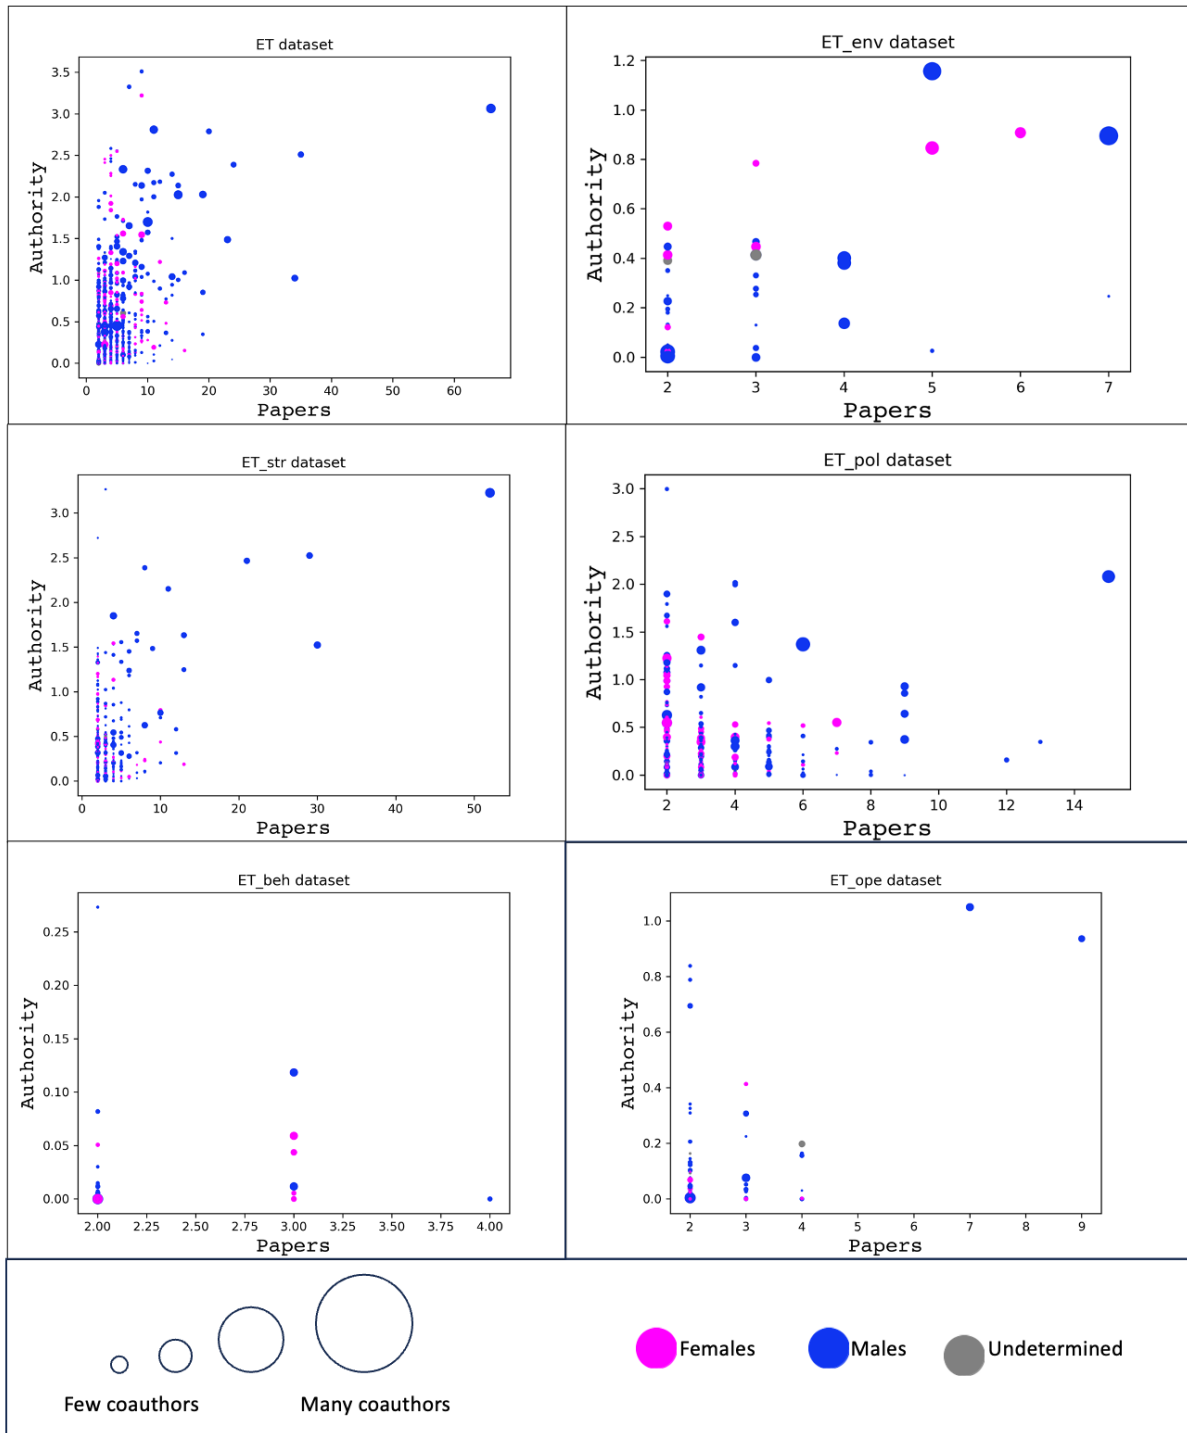 ET dataset
3.5
3.0
2.5
2.0
1.5
1.0
0.5
0.0
Authority
0 10 20 30 40 50 60
Papers
ET_env dataset
1.2
1.0
0.8
0.6
0.4
0.2
0.0
Authority
2 3 4 5 6 7
Papers
ET_str dataset
3.0
2.5
2.0
1.5
1.0
0.5
0.0
Authority
0 10 20 30 40 50
Papers
ET_pol dataset
3.0
2.5
2.0
1.5
1.0
0.5
0.0
Authority
2 4 6 8 10 12 14
Papers
ET_beh dataset
0.25
0.20
0.15
0.10
0.05
0.00
Authority
2.00 2.25 2.50 2.75 3.00 3.25 3.50 3.75 4.00
Papers
ET_ope dataset
1.0
0.8
0.6
0.4
0.2
0.0
Authority
2 3 4 5 6 7 8 9
Papers
Few coauthors Many coauthors
Females Males Undetermined